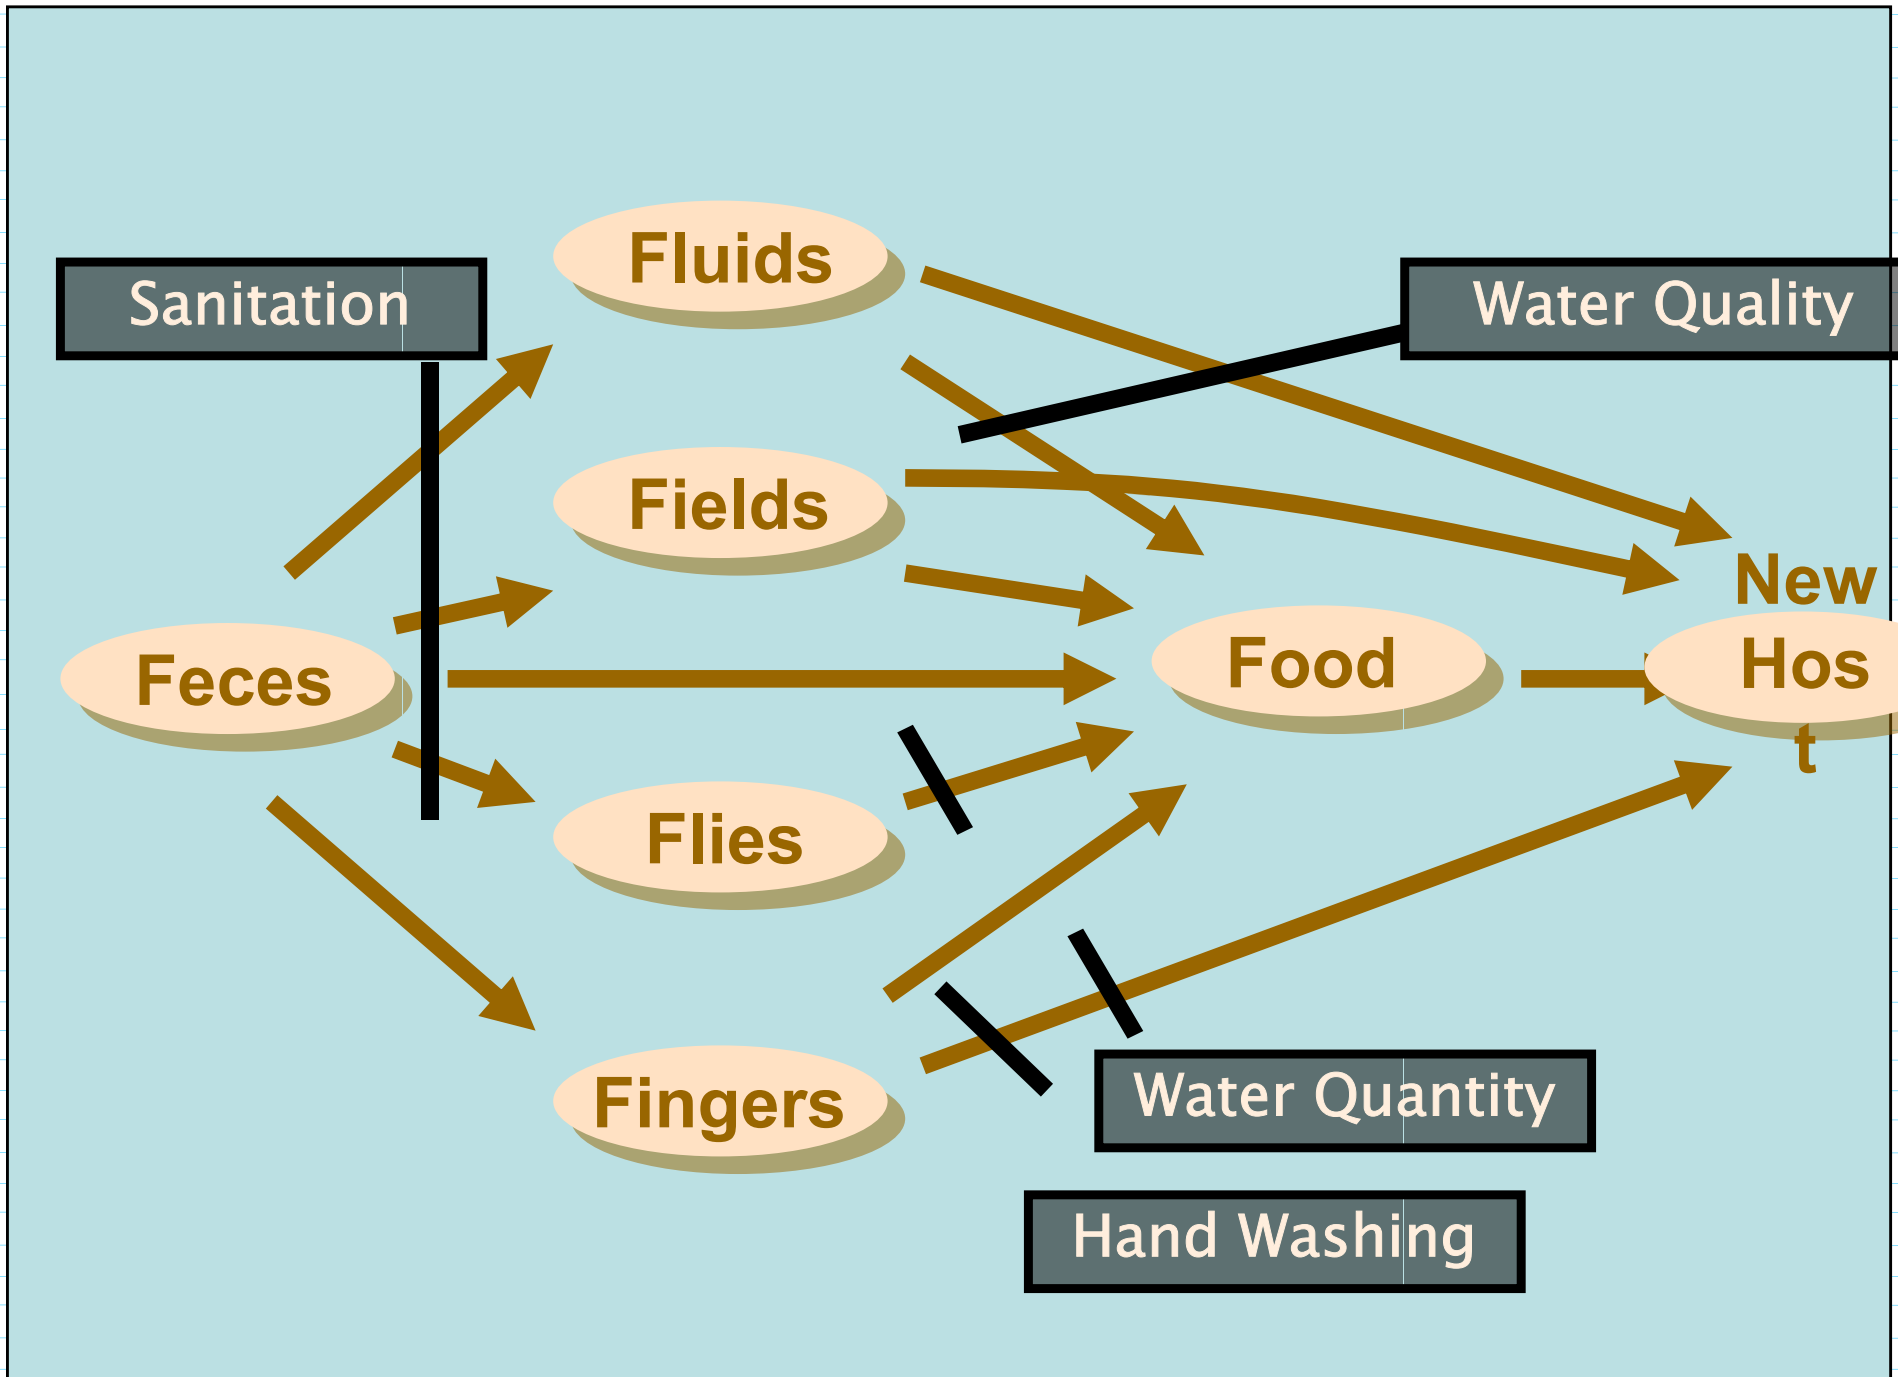 Fluids
Sanitation
Water Quality
Fields
New
Hos
t
Food
Feces
Flies
Fingers
Water Quantity
Hand Washing